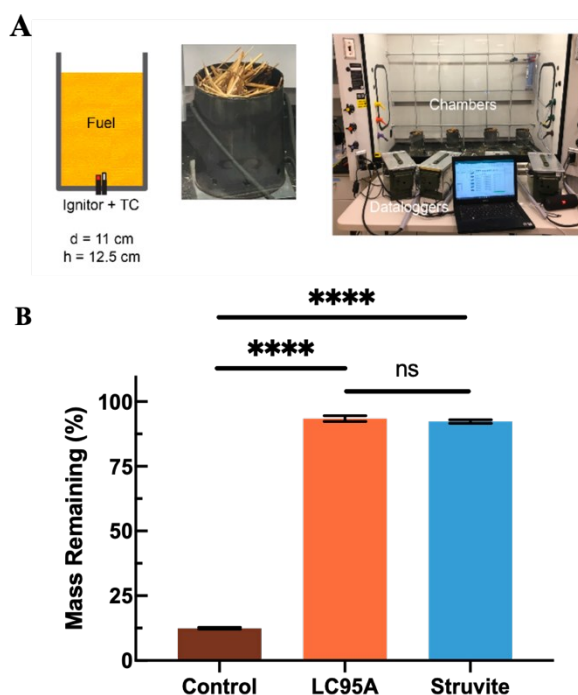 A
Fuel
Ignitor + TC
d = 11 cm
h = 12.5 cm
Chambers
Dataloggers
B
****
****
ns
Mass Remaining (%)
100
75
50
25
0
Control
LC95A
Struvite